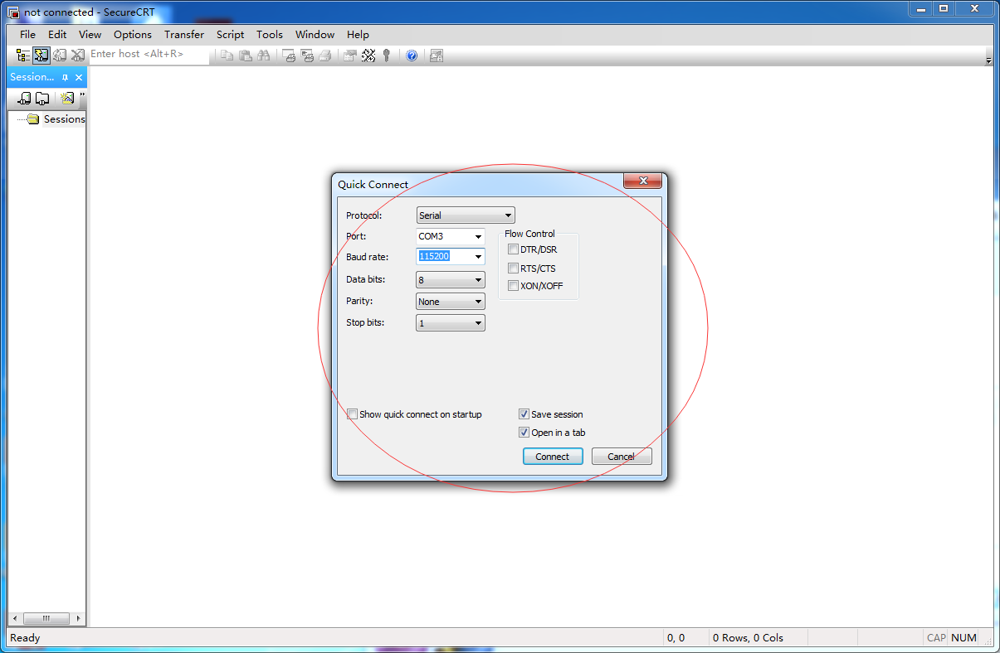 not connected - SecureCRT
File Edit View Options Transfer Script Tools Window Help
Enter host <Alt+R>
Session...
Sessions
Quick Connect
Protocol: Serial
Port: COM3
Flow Control
Baud rate: 115200
DTR/DSR
RTS/CTS
Data bits: 8
XON/XOFF
Parity: None
Stop bits: 1
Show quick connect on startup
Save session
Open in a tab
Connect Cancel
Ready 0, 0 0 Rows, 0 Cols CAP NUM